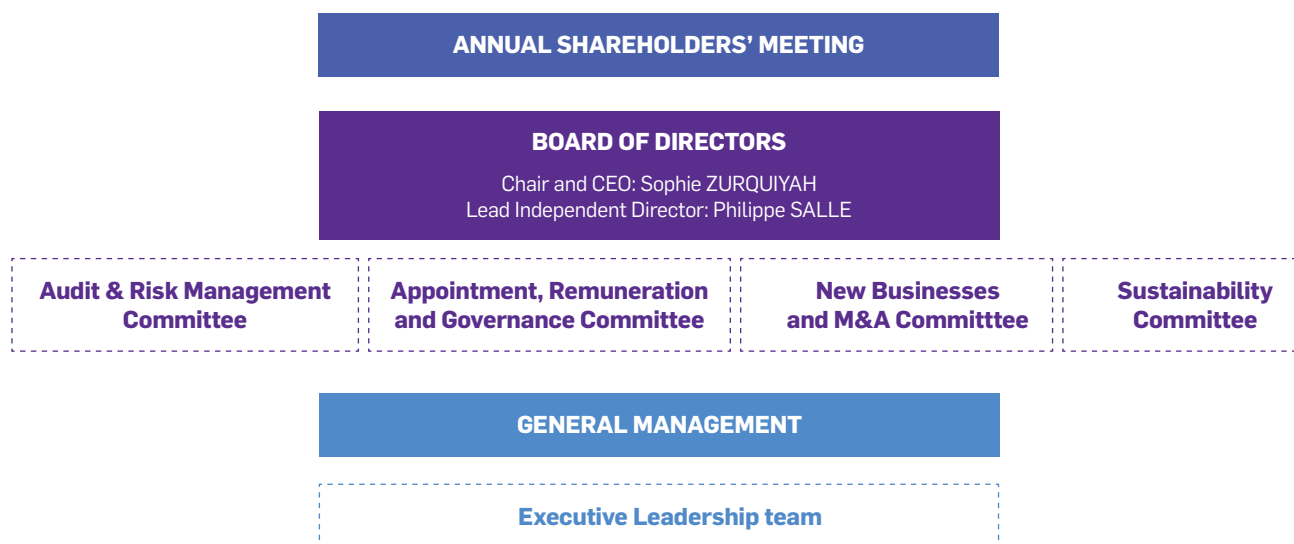 ANNUAL SHAREHOLDERS’ MEETING
BOARD OF DIRECTORS
Chair and CEO: Sophie ZURQUIYAH
Lead Independent Director: Philippe SALLE
Audit & Risk Management
Committee
Appointment, Remuneration
and Governance Committee
New Businesses
and M&A Committtee
Sustainability
Committee
GENERAL MANAGEMENT
Executive Leadership team